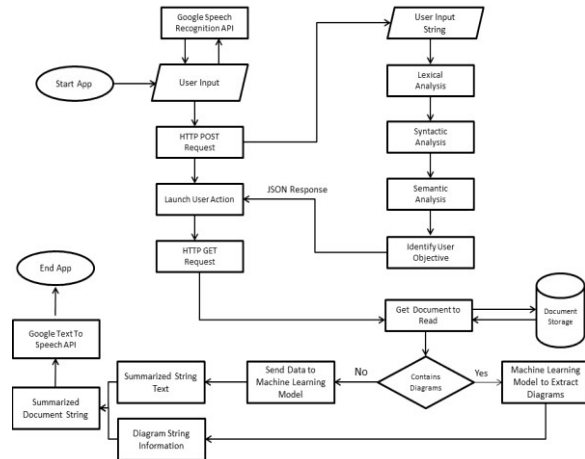 Google Speech
Recognition API
User Input
String
Start App
User Input
Lexical
Analysis
HTTP POST
Request
Syntactic
Analysis
JSON Response
Launch User Action
Semantic
Analysis
HTTP GET
Request
Identify User
Objective
End App
Get Document to
Read
Document
Storage
Google Text To
Speech API
Contains
Diagrams
No
Yes
Send Data to
Machine Learning
Model
Machine Learning
Model to Extract
Diagrams
Summarized String
Text
Summarized
Document String
Diagram String
Information